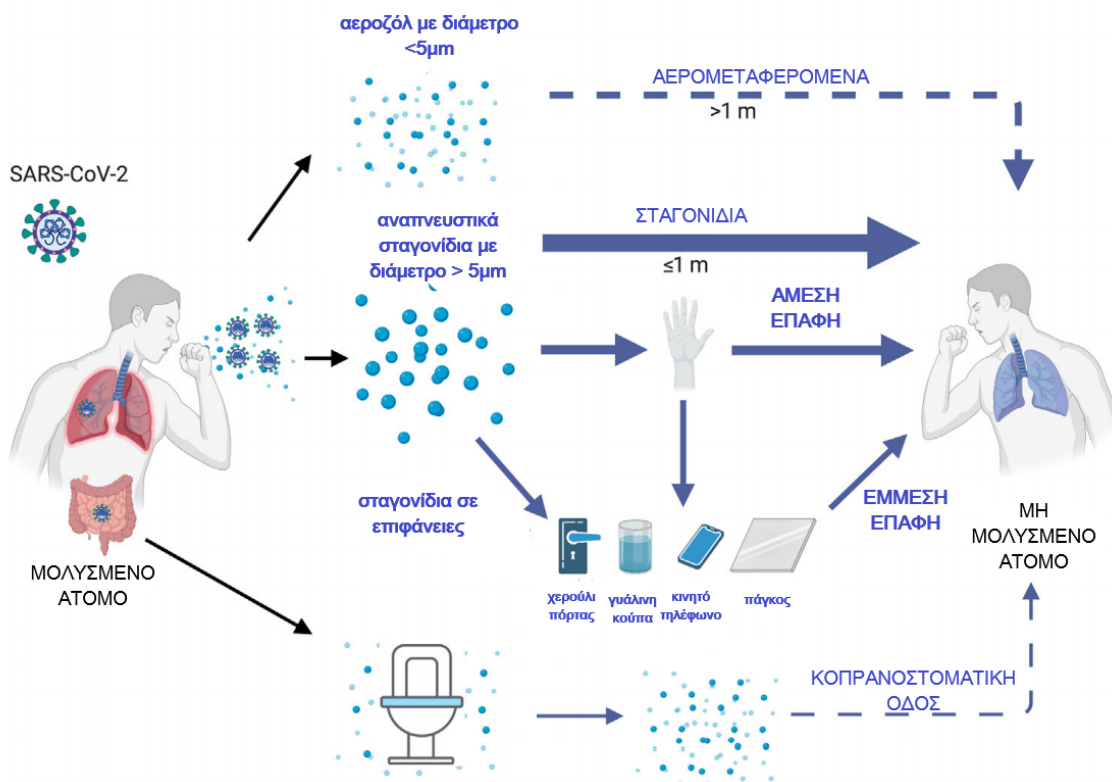 αεροζόλ με διάμετρο
<5μm
ΑΕΡΟΜΕΤΑΦΕΡΟΜΕΝΑ
>1 m
SARS-CoV-2
αναπνευστικά
σταγονίδια με
διάμετρο > 5μm
ΣΤΑΓΟΝΙΔΙΑ
≤1 m
ΑΜΕΣΗ
ΕΠΑΦΗ
σταγονίδια σε
επιφάνειες
ΕΜΜΕΣΗ
ΕΠΑΦΗ
ΜΗ
ΜΟΛΥΣΜΕΝΟ
ΑΤΟΜΟ
ΜΟΛΥΣΜΕΝΟ
ΑΤΟΜΟ
χερούλι
πόρτας
γυάλινη
κούπα
κινητό
τηλέφωνο
πάγκος
ΚΟΠΡΑΝΟΣΤΟΜΑΤΙΚΗ
ΟΔΟΣ